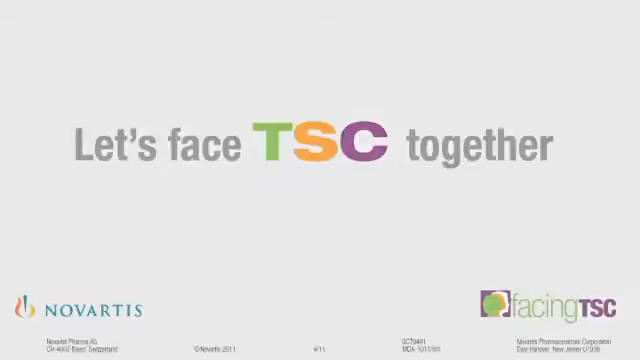 Let's face TSC together
NOVARTIS
facingTSC
Novartis Pharma AG
CH-4002 Basel, Switzerland
©Novartis 2011
4/11
Novartis Pharmaceuticals Corporation
East Hanover, New Jersey 07936